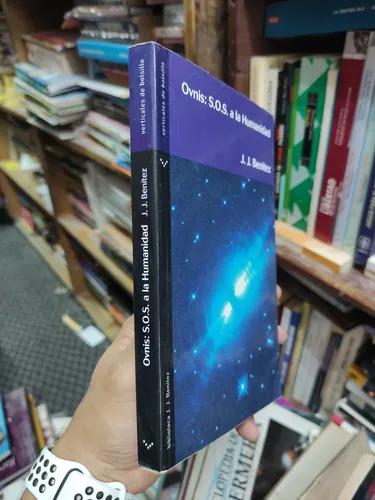 verticales de bolsillo
Ovnis: S.O.S. a la Humanidad J. J. Benítez
verticales de bolsillo
biblioteca J. J. Benítez
Ovnis: S.O.S. a la Humanidad
J. J. Benítez